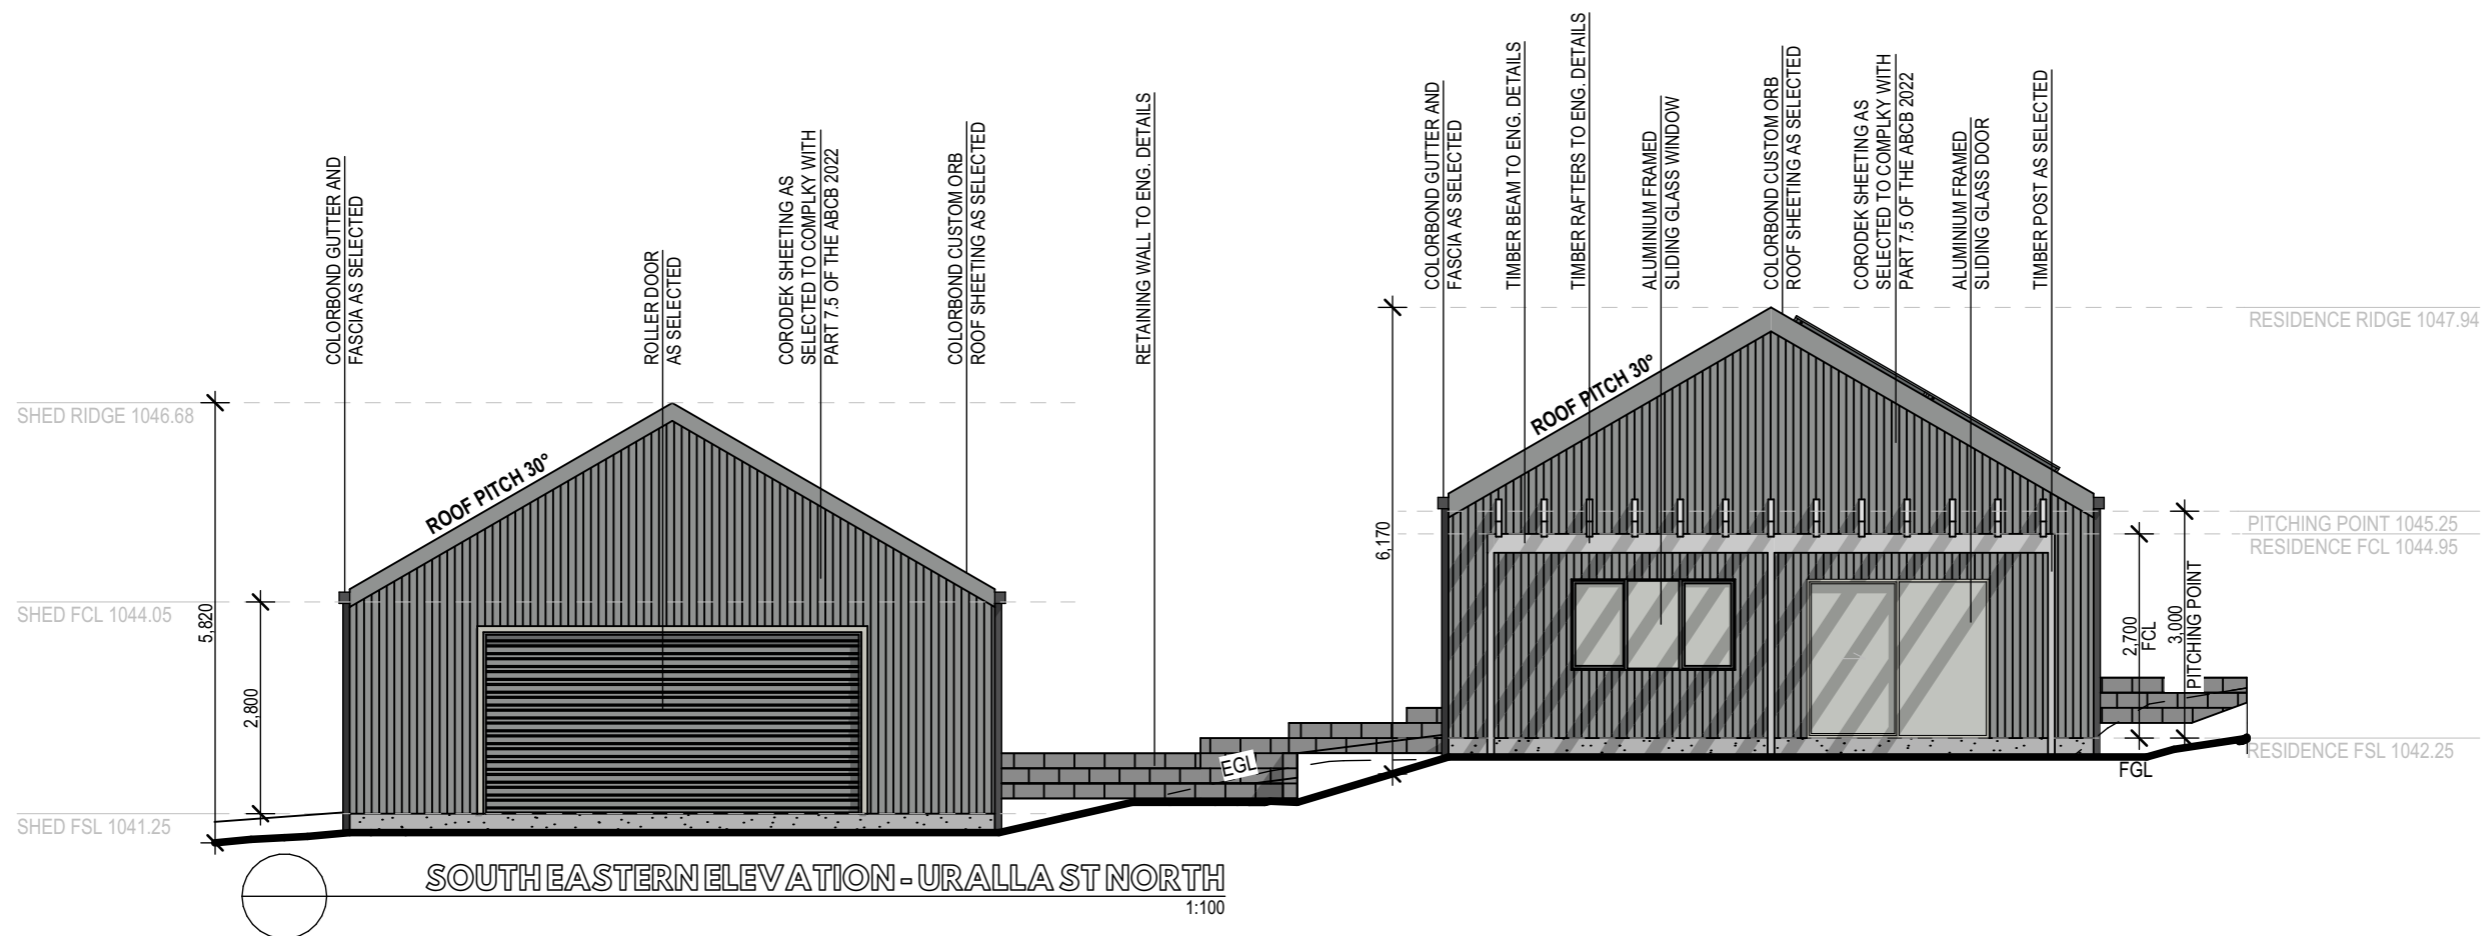 COLORBOND GUTTER AND
FASCIA AS SELECTED
ROLLER DOOR
AS SELECTED
CORODEK SHEETING AS
SELECTED TO COMPLKY WITH
PART 7.5 OF THE ABCB 2022
COLORBOND CUSTOM ORB
ROOF SHEETING AS SELECTED
RETAINING WALL TO ENG. DETAILS
COLORBOND GUTTER AND
FASCIA AS SELECTED
TIMBER BEAM TO ENG. DETAILS
TIMBER RAFTERS TO ENG. DETAILS
ALUMINIUM FRAMED
SLIDING GLASS WINDOW
COLORBOND CUSTOM ORB
ROOF SHEETING AS SELECTED
CORODEK SHEETING AS
SELECTED TO COMPLKY WITH
PART 7.5 OF THE ABCB 2022
ALUMINIUM FRAMED
SLIDING GLASS DOOR
TIMBER POST AS SELECTED
RESIDENCE RIDGE 1047.94
SHED RIDGE 1046.68
ROOF PITCH 30°
ROOF PITCH 30°
PITCHING POINT 1045.25
RESIDENCE FCL 1044.95
6,170
SHED FCL 1044.05
5,820
2,800
2,700
FCL
3,000
PITCHING POINT
EGL
FGL
RESIDENCE FSL 1042.25
SHED FSL 1041.25
SOUTH EASTERN ELEVATION - URALLA ST NORTH
1:100